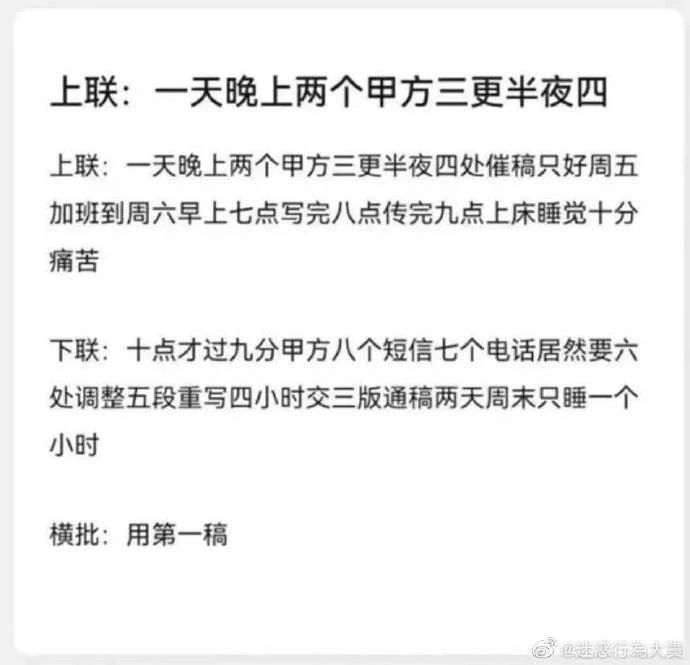 上联：一天晚上两个甲方三更半夜四
上联：一天晚上两个甲方三更半夜四处催稿只好周五
加班到周六早上七点写完八点传完九点上床睡觉十分
痛苦
下联：十点才过九分甲方八个短信七个电话居然要六
处调整五段重写四小时交三版通稿两天周末只睡一个
小时
横批：用第一稿
@迷惑行為大賞